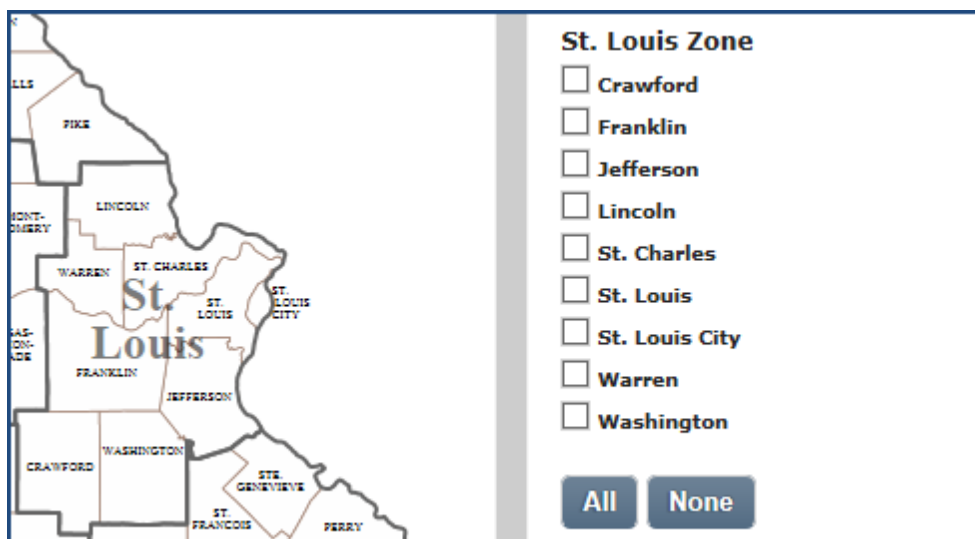 PIKE
LINCOLN
WARREN
ST. CHARLES
St.
Louis
ST.
LOUIS
ST.
CITY
FRANKLIN
JEFFERSON
CRAWFORD
WASHINGTON
STE.
GENEVIEVE
ST.
FRANCOIS
PERRY
St. Louis Zone
Crawford
Franklin
Jefferson
Lincoln
St. Charles
St. Louis
St. Louis City
Warren
Washington
All
None